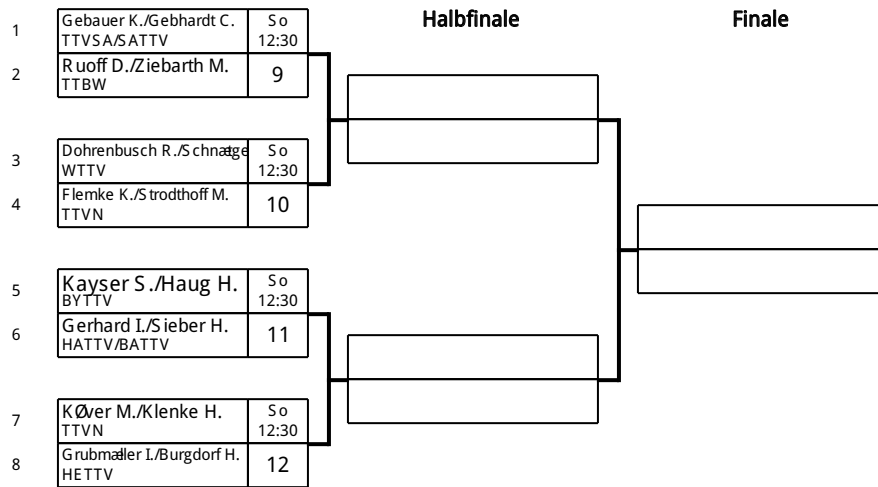 Halbfinale
Finale
1
Gebauer K./Gebhardt C.
TTVSA/SATTV
So
12:30
2
Ruoff D./Ziebarth M.
TTBW
9
3
Dohrenbusch R./
WTTV
So
12:30
4
Flemke K./Strodthoff M.
TTVN
10
5
Kayser S./Haug H.
BYTTV
So
12:30
6
Gerhard I./Sieber H.
HATTV/BATTV
11
7
KØver M./Klenke H.
TTVN
So
12:30
8
Grubmæller I./Burgdorf H.
HETTV
12